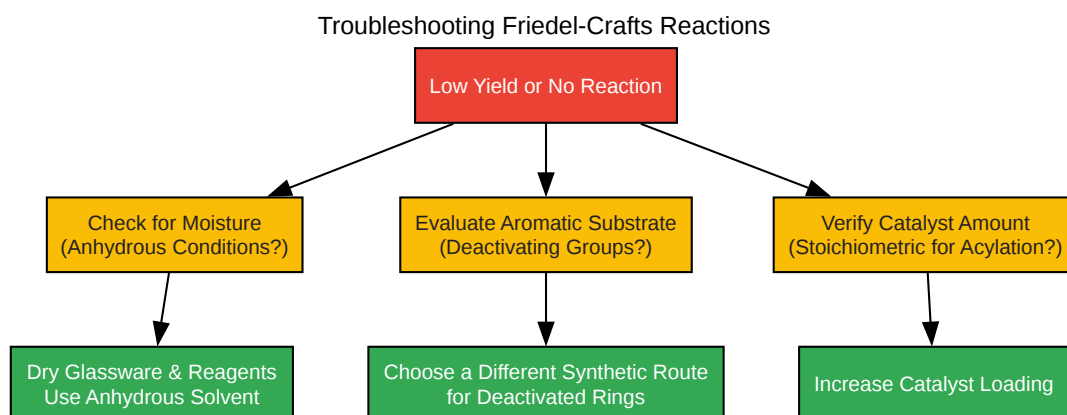 Troubleshooting Friedel-Crafts Reactions
Low Yield or No Reaction
Check for Moisture
(Anhydrous Conditions?)
Evaluate Aromatic Substrate
(Deactivating Groups?)
Verify Catalyst Amount
(Stoichiometric for Acylation?)
Dry Glassware & Reagents
Use Anhydrous Solvent
Choose a Different Synthetic Route
for Deactivated Rings
Increase Catalyst Loading